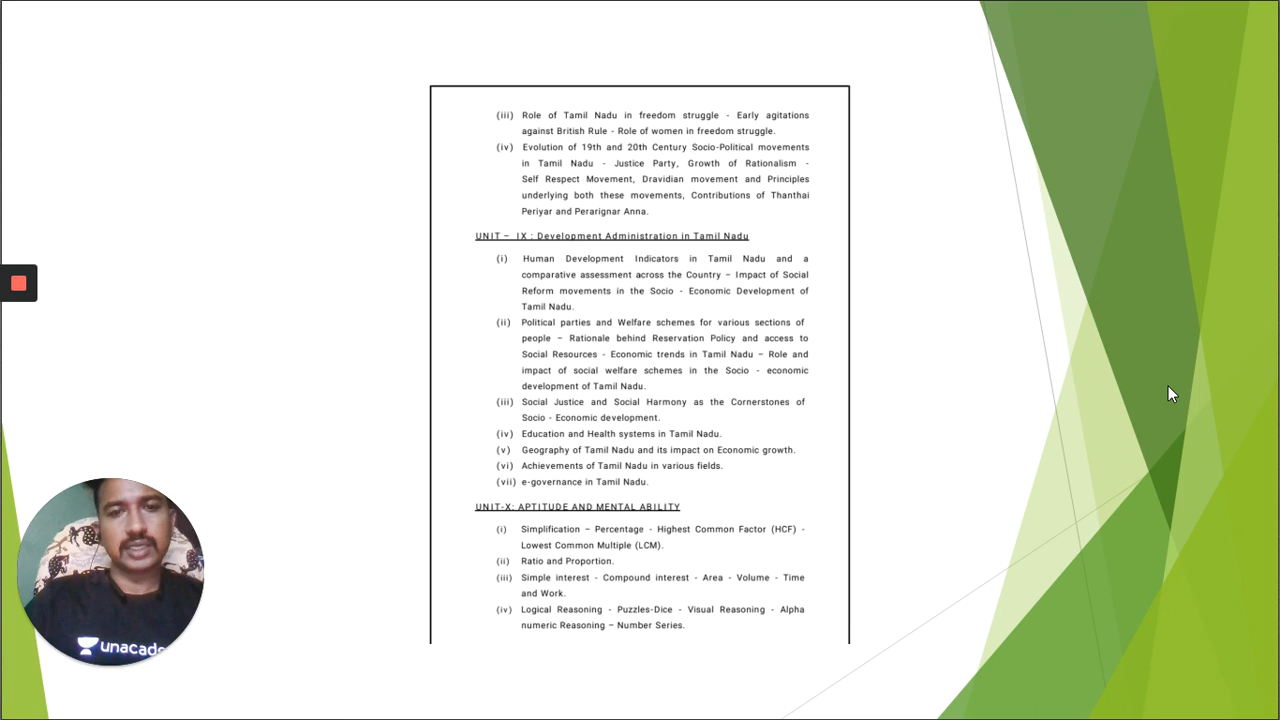 (iii) Role of Tamil Nadu in freedom struggle - Early agitations
against British Rule - Role of women in freedom struggle.
(iv) Evolution of 19th and 20th Century Socio-Political movements
in Tamil Nadu - Justice Party, Growth of Rationalism -
Self Respect Movement, Dravidian movement and Principles
underlying both these movements, Contributions of Thanthai
Periyar and Perarignar Anna.
UNIT – IX : Development Administration in Tamil Nadu
(i) Human Development Indicators in Tamil Nadu and a
comparative assessment across the Country – Impact of Social
Reform movements in the Socio - Economic Development of
Tamil Nadu.
(ii) Political parties and Welfare schemes for various sections of
people – Rationale behind Reservation Policy and access to
Social Resources - Economic trends in Tamil Nadu – Role and
impact of social welfare schemes in the Socio - economic
development of Tamil Nadu.
(iii) Social Justice and Social Harmony as the Cornerstones of
Socio - Economic development.
(iv) Education and Health systems in Tamil Nadu.
(v) Geography of Tamil Nadu and its impact on Economic growth.
(vi) Achievements of Tamil Nadu in various fields.
(vii) e-governance in Tamil Nadu.
UNIT-X: APTITUDE AND MENTAL ABILITY
(i) Simplification – Percentage - Highest Common Factor (HCF) -
Lowest Common Multiple (LCM).
(ii) Ratio and Proportion.
(iii) Simple interest - Compound interest - Area - Volume - Time
and Work.
(iv) Logical Reasoning - Puzzles-Dice - Visual Reasoning - Alpha
numeric Reasoning – Number Series.